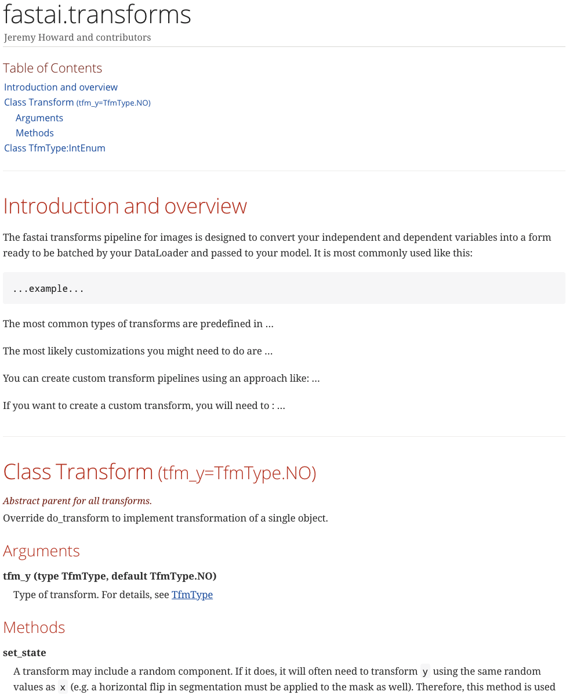 fastai.transforms
Jeremy Howard and contributors
Table of Contents
Introduction and overview
Class Transform (tfm_y=TfmType.NO)
Arguments
Methods
Class TfmType:IntEnum
Introduction and overview
The fastai transforms pipeline for images is designed to convert your independent and dependent variables into a form
ready to be batched by your DataLoader and passed to your model. It is most commonly used like this:
...example...
The most common types of transforms are predefined in …
The most likely customizations you might need to do are …
You can create custom transform pipelines using an approach like: …
If you want to create a custom transform, you will need to : …
Class Transform (tfm_y=TfmType.NO)
Abstract parent for all transforms.
Override do_transform to implement transformation of a single object.
Arguments
tfm_y (type TfmType, default TfmType.NO)
Type of transform. For details, see TfmType
Methods
set_state
A transform may include a random component. If it does, it will often need to transform y using the same random
values as x (e.g. a horizontal flip in segmentation must be applied to the mask as well). Therefore, this method is used